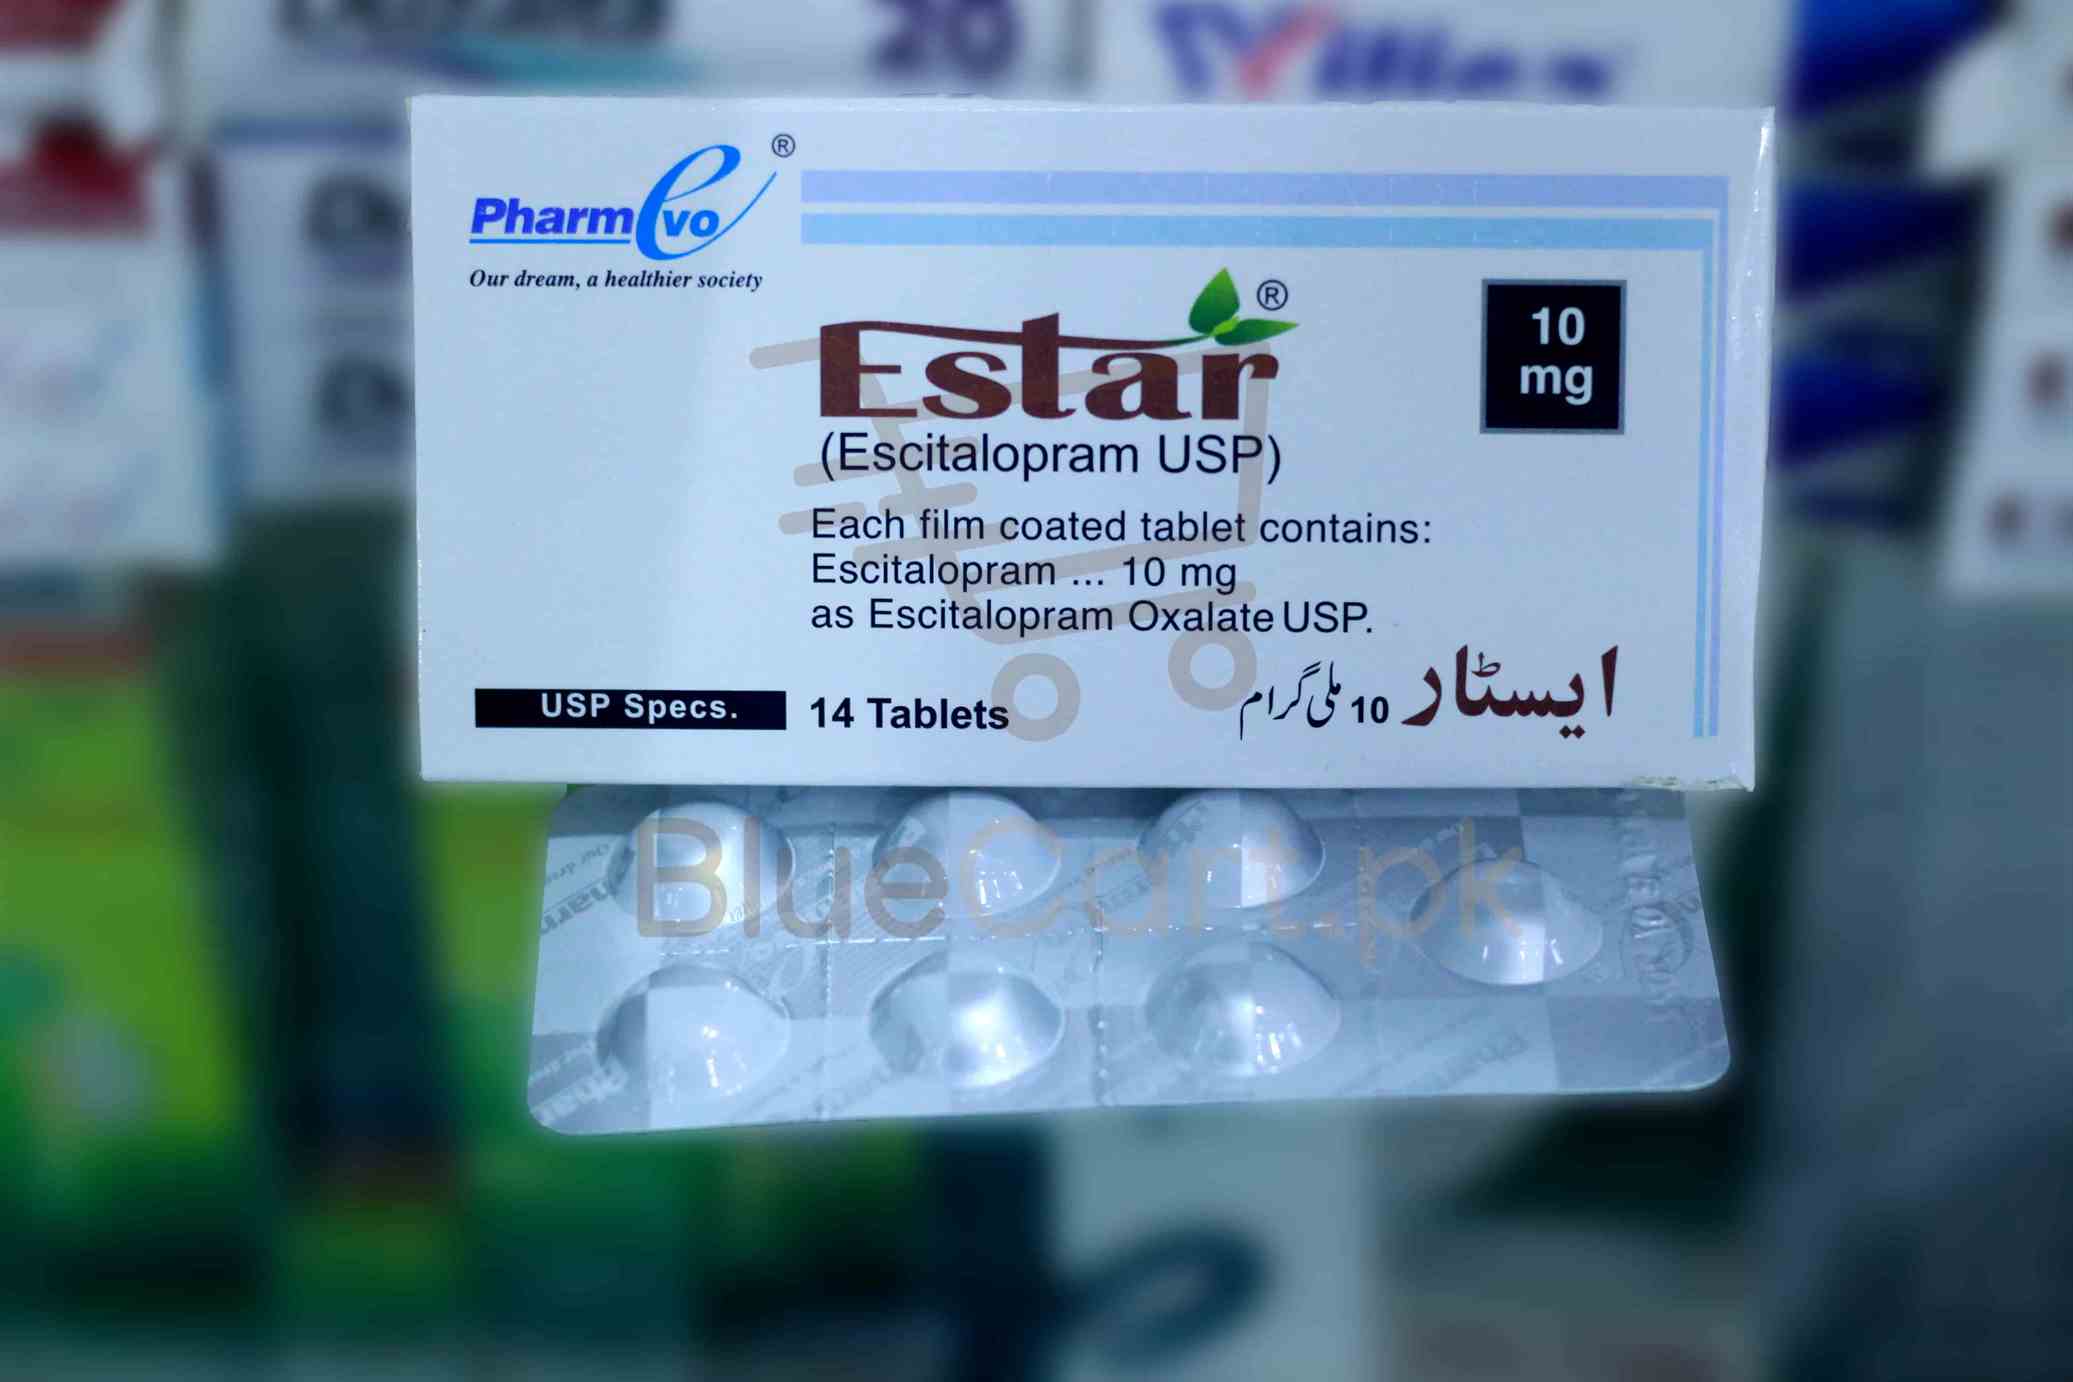 20
PharmEvo®
Our dream, a healthier society
Estar®
10
mg
(Escitalopram USP)
Each film coated tablet contains:
Escitalopram ... 10 mg
as Escitalopram Oxalate USP.
ایسٹار 10 ملی گرام
USP Specs.
14 Tablets
BlueCart.pk